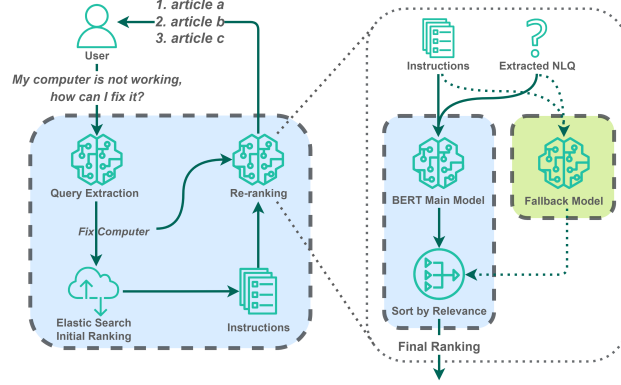 1. article a
2. article b
3. article c
User
My computer is not working,
how can I fix it?
Query Extraction
Re-ranking
Fix Computer
Elastic Search
Initial Ranking
Instructions
Instructions
Extracted NLQ
BERT Main Model
Fallback Model
Sort by Relevance
Final Ranking